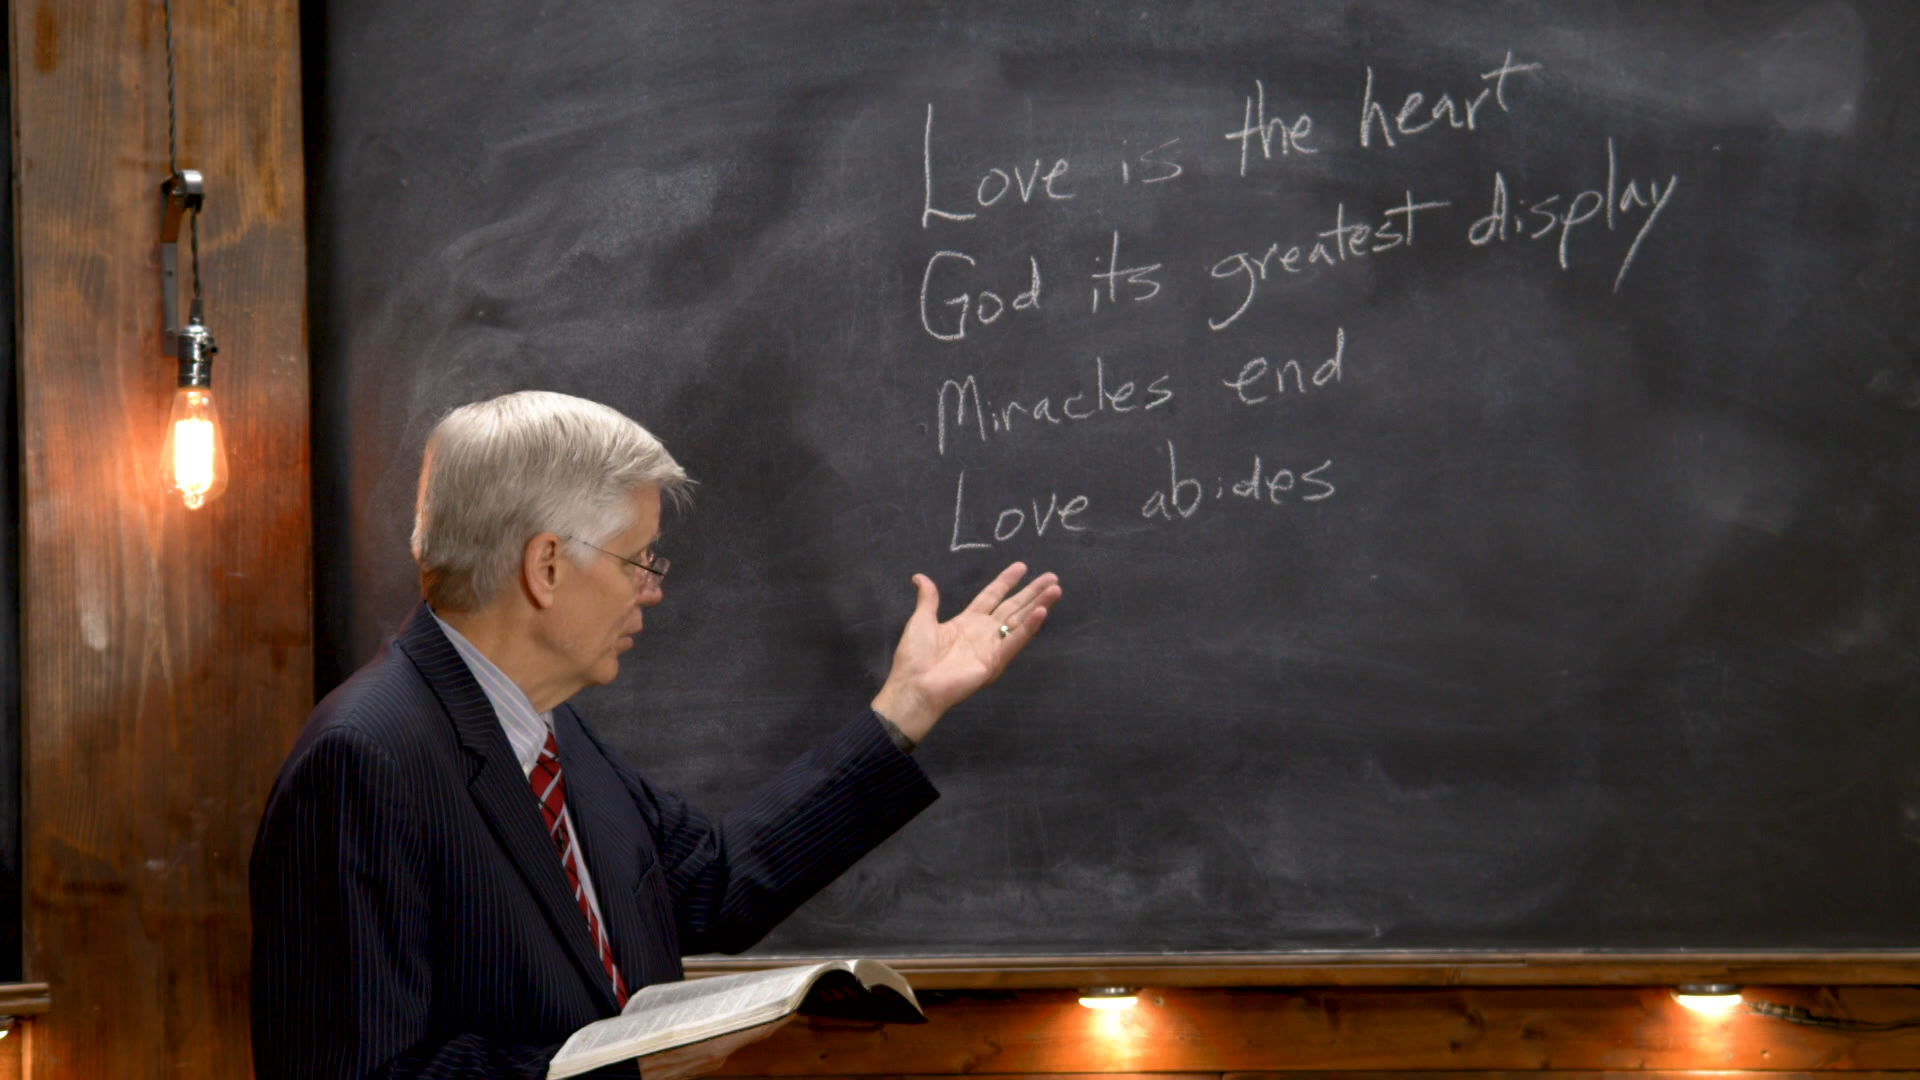 Love is the heart
God its greatest display
Miracles end
Love abides